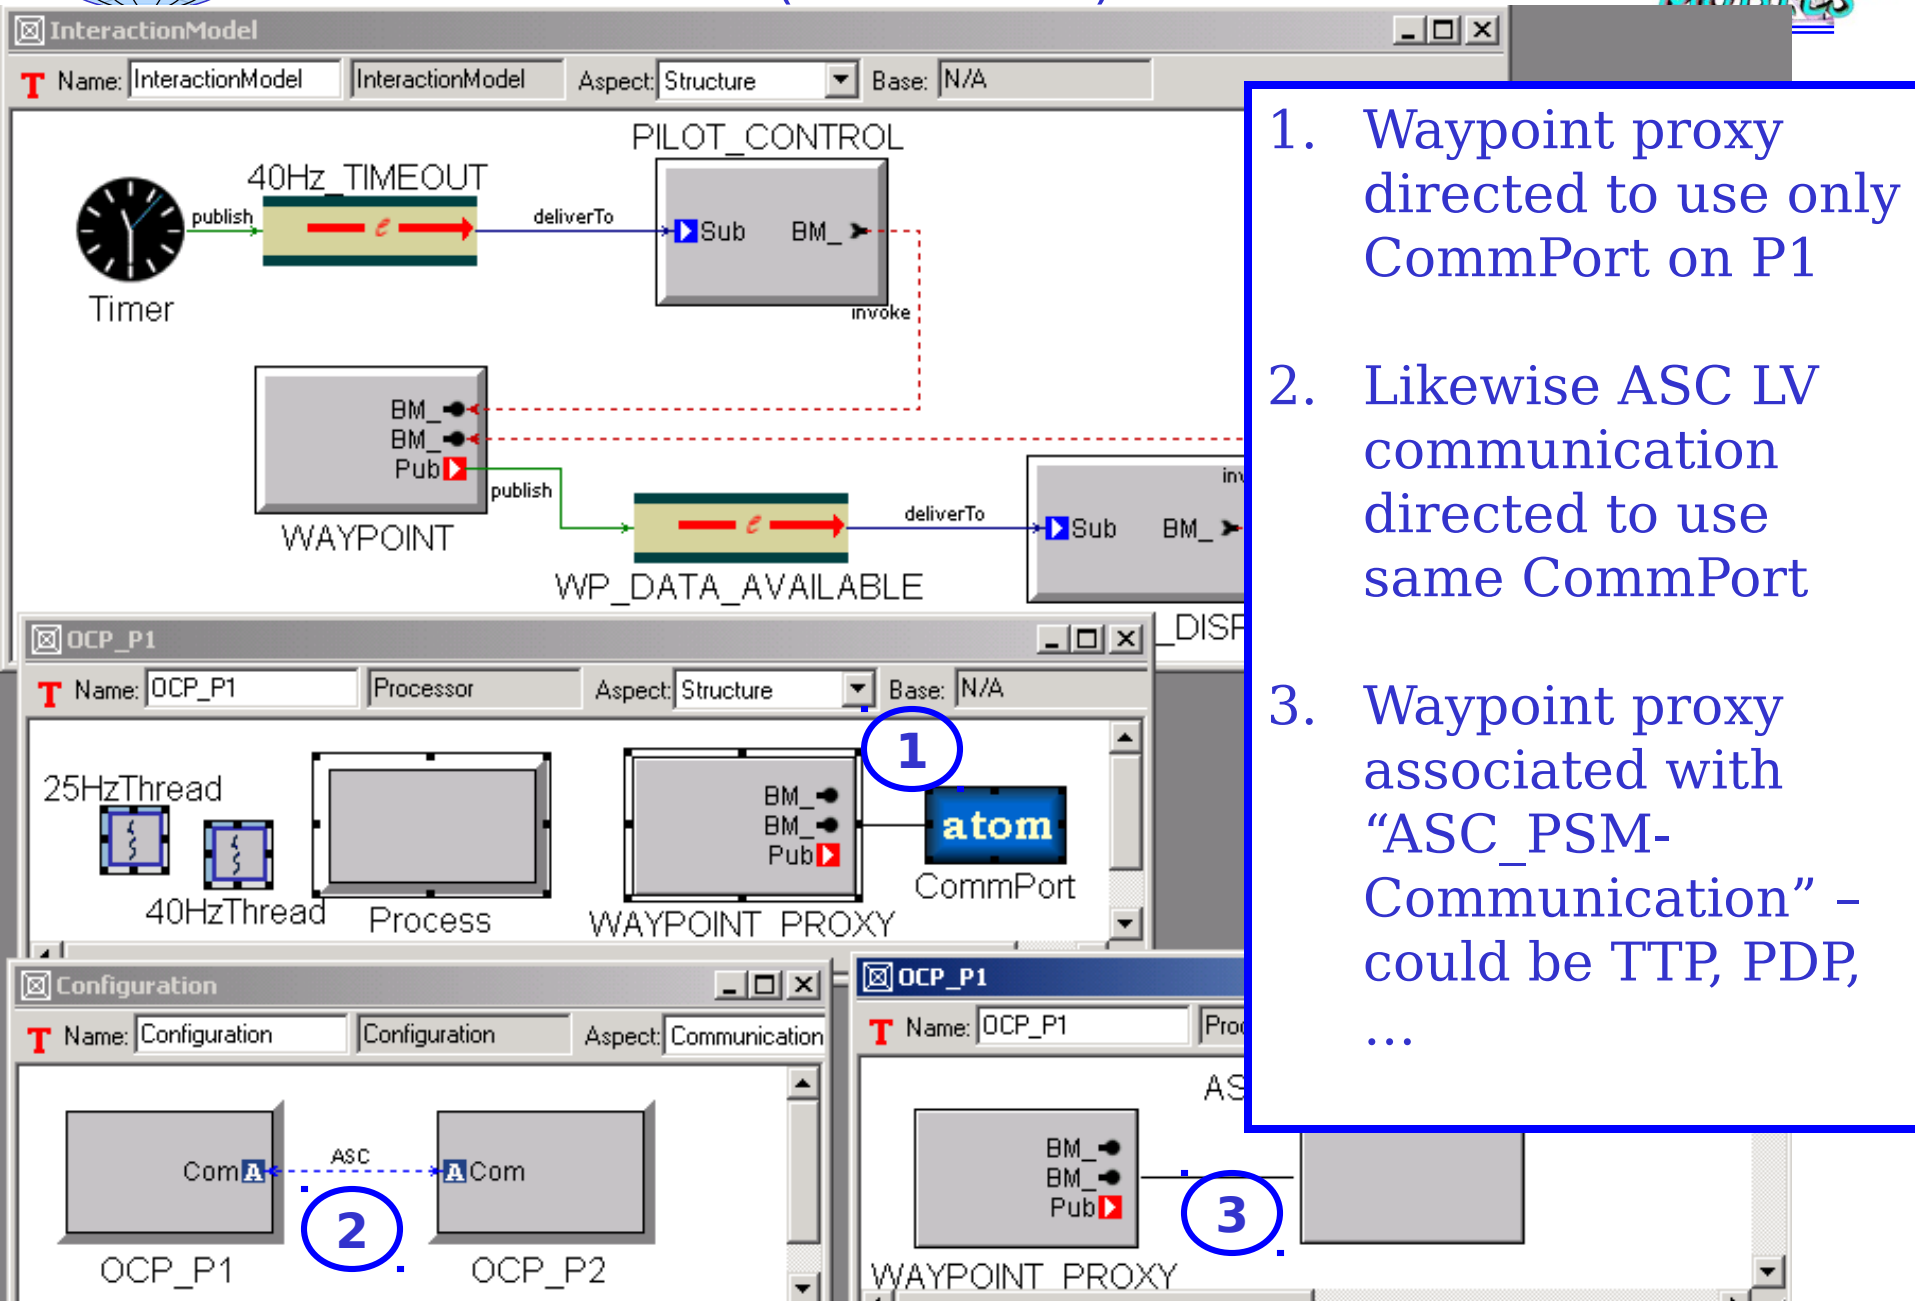 InteractionModel
Name: InteractionModel InteractionModel Aspect: Structure Base: N/A
PILOT_CONTROL
40Hz_TIMEOUT
publish
deliverTo
Sub BM_
Timer
invoke
BM_
BM_
Pub
publish
WAYPOINT
deliverTo
Sub BM_
WP_DATA_AVAILABLE
OCP_P1
Name: OCP_P1 Processor Aspect: Structure Base: N/A
25HzThread
40HzThread
Process
BM_
BM_
Pub
WAYPOINT PROXY
1
atom
CommPort
Configuration
Name: Configuration Configuration Aspect: Communication
Com A
ASC
A Com
2
OCP_P1
OCP_P2
OCP_P1
Name: OCP_P1
BM_
BM_
Pub
3
WAYPOINT PROXY
1. Waypoint proxy
directed to use only
CommPort on P1
2. Likewise ASC LV
communication
directed to use
same CommPort
3. Waypoint proxy
associated with
“ASC_PSM-
Communication” –
could be TTP, PDP,
…